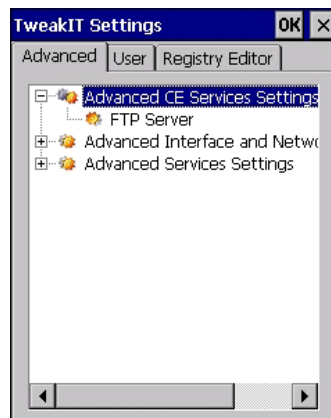 TweakIT Settings OK ×
Advanced User Registry Editor
Advanced CE Services Settings
FTP Server
Advanced Interface and Netwo
Advanced Services Settings